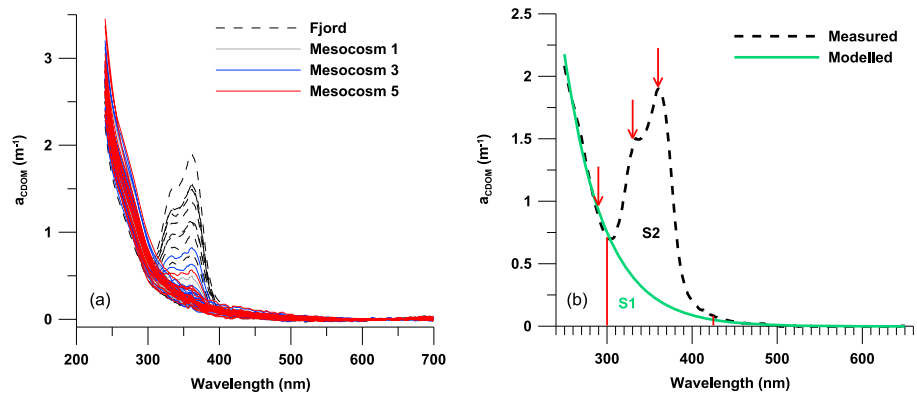 3
2
1
0
a CDOM (m-1)
200 300 400 500 600 700
Wavelength (nm)
Fjord
Mesocosm 1
Mesocosm 3
Mesocosm 5
(a)
2.5
2
1.5
1
0.5
0
aCDOM (m-1)
300 400 500 600
Wavelength (nm)
Measured
Modelled
S2
S1
(b)